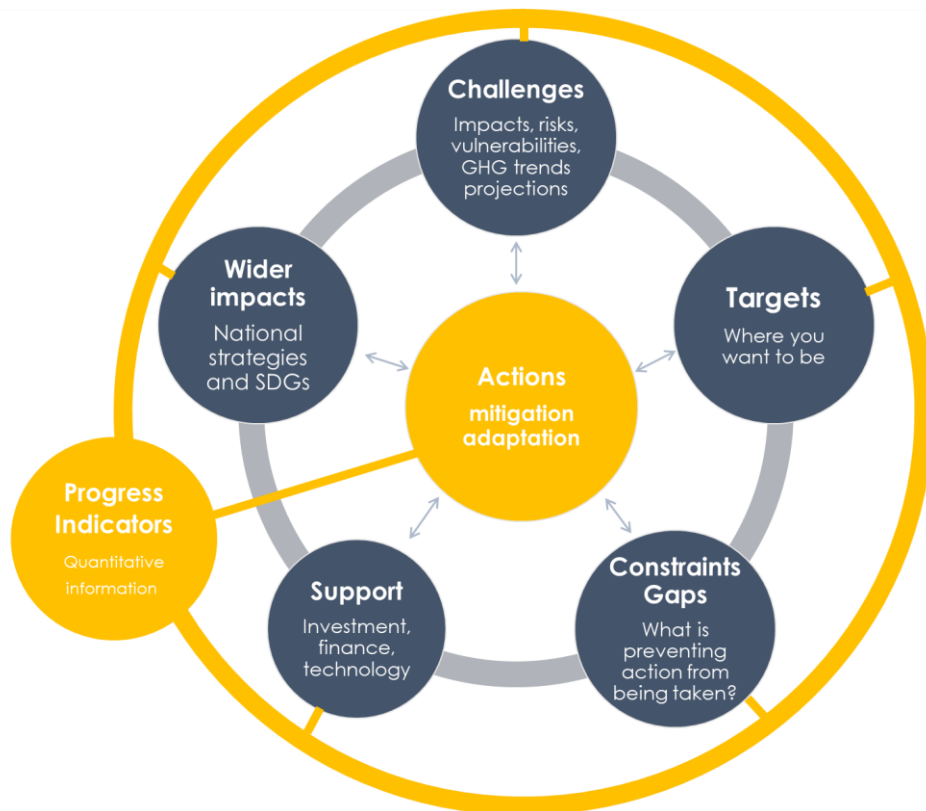 Challenges
Impacts, risks,
vulnerabilities,
GHG trends
projections
Wider
impacts
National
strategies
and SDGs
Targets
Where you
want to be
Actions
mitigation
adaptation
Progress
Indicators
Quantitative
information
Support
Investment,
finance,
technology
Constraints
Gaps
What is
preventing
action from
being taken?